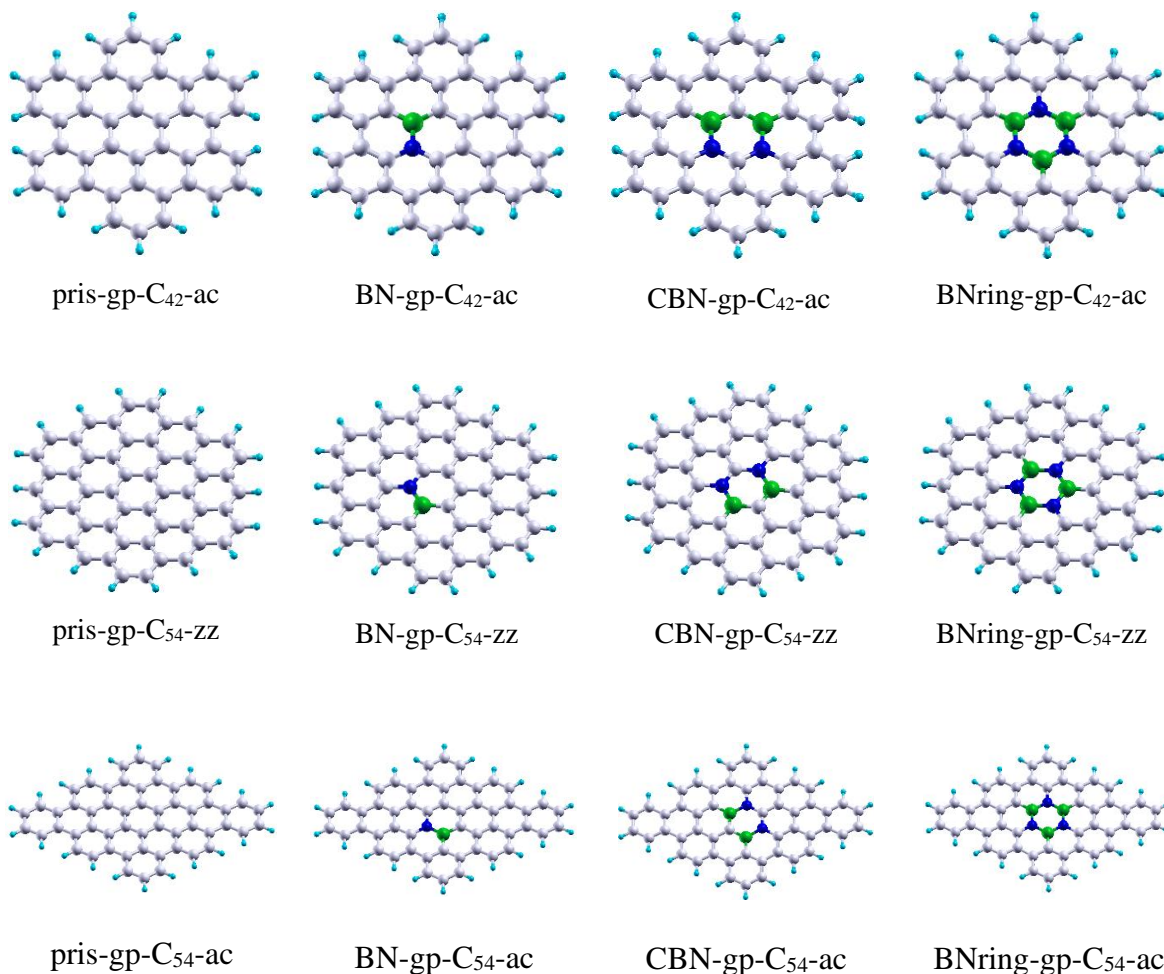 pris-gp-C₄₂-ac BN-gp-C₄₂-ac CBN-gp-C₄₂-ac BNring-gp-C₄₂-ac
pris-gp-C₅₄-zz BN-gp-C₅₄-zz CBN-gp-C₅₄-zz BNring-gp-C₅₄-zz
pris-gp-C₅₄-ac BN-gp-C₅₄-ac CBN-gp-C₅₄-ac BNring-gp-C₅₄-ac